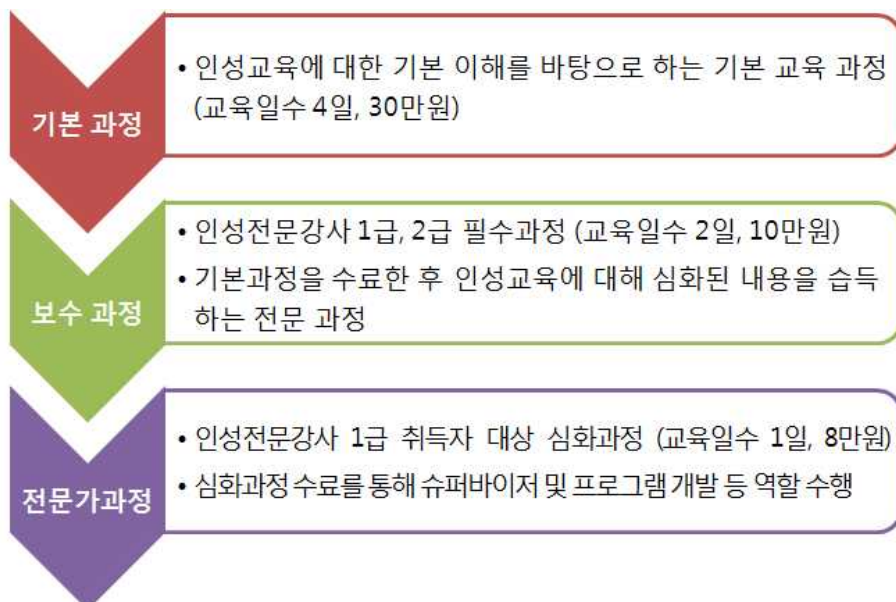 기본 과정
• 인성교육에 대한 기본 이해를 바탕으로 하는 기본 교육 과정
(교육일수 4일, 30만원)
보수 과정
• 인성전문강사 1급, 2급 필수과정 (교육일수 2일, 10만원)
• 기본과정을 수료한 후 인성교육에 대해 심화된 내용을 습득
하는 전문 과정
전문가과정
• 인성전문강사 1급 취득자 대상 심화과정 (교육일수 1일, 8만원)
• 심화과정 수료를 통해 슈퍼바이저 및 프로그램 개발 등 역할 수행